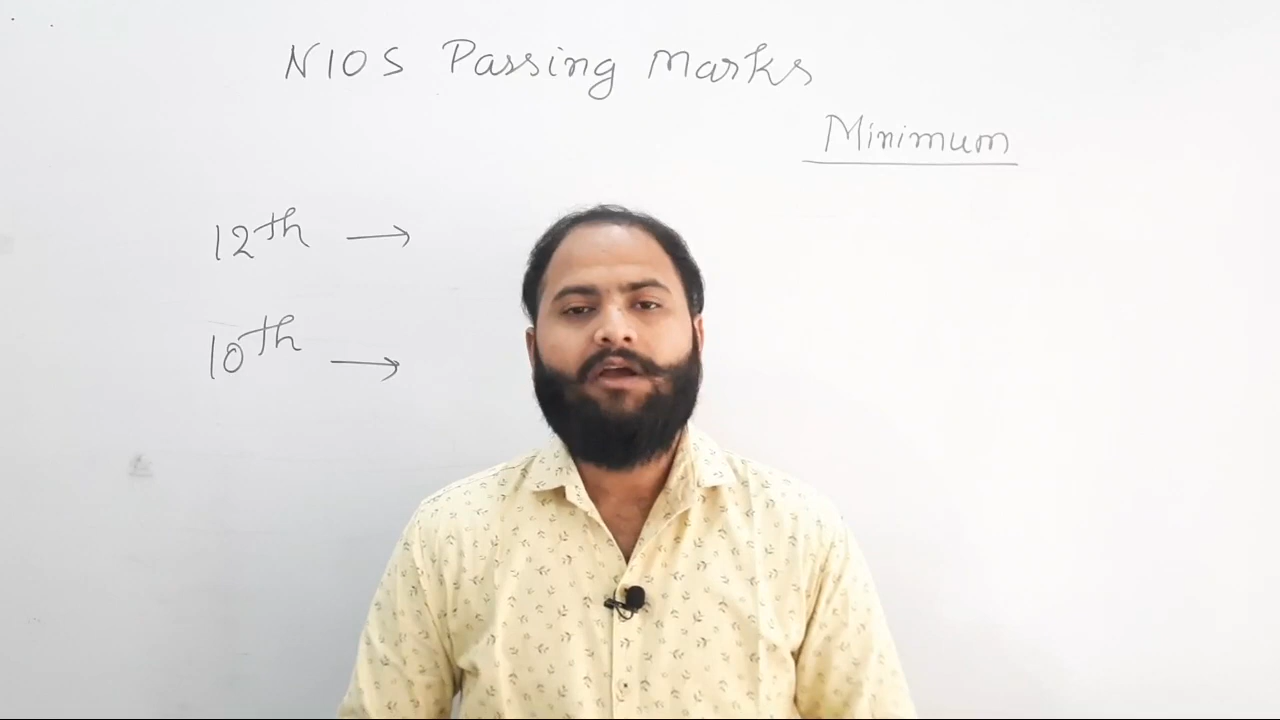 NIOS Passing Marks
Minimum
12th →
10th →